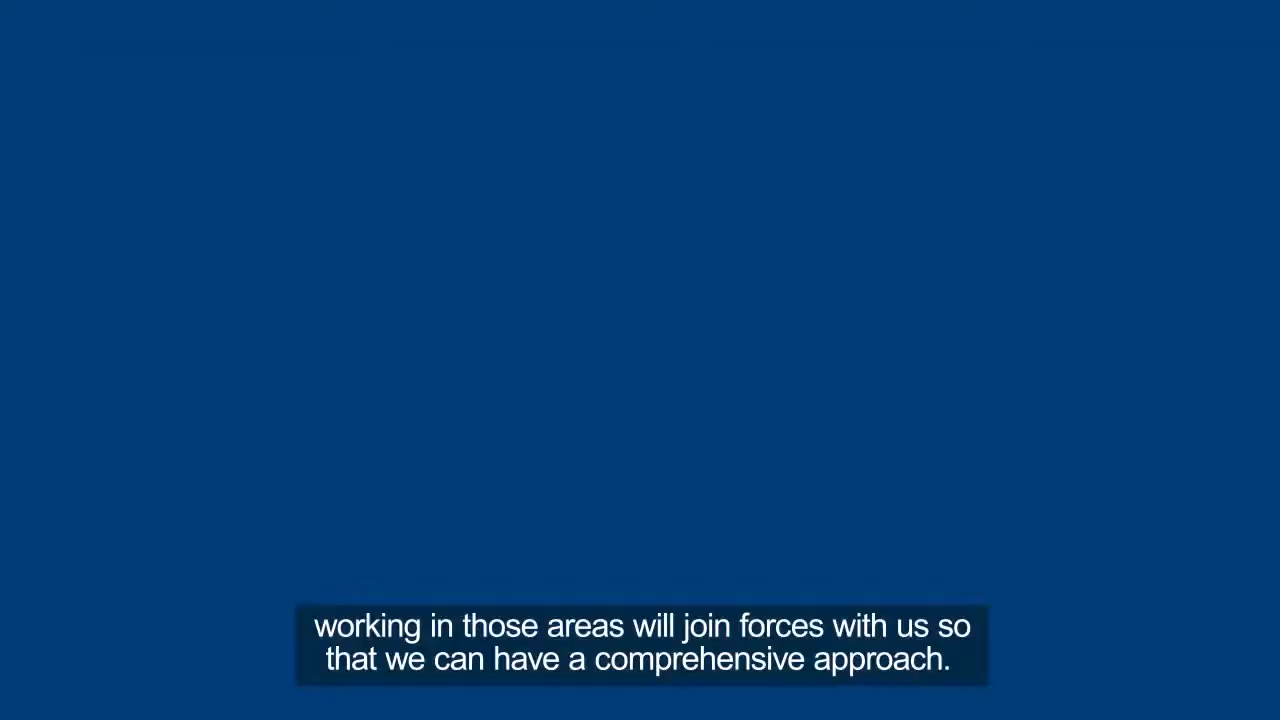 working in those areas will join forces with us so
that we can have a comprehensive approach.